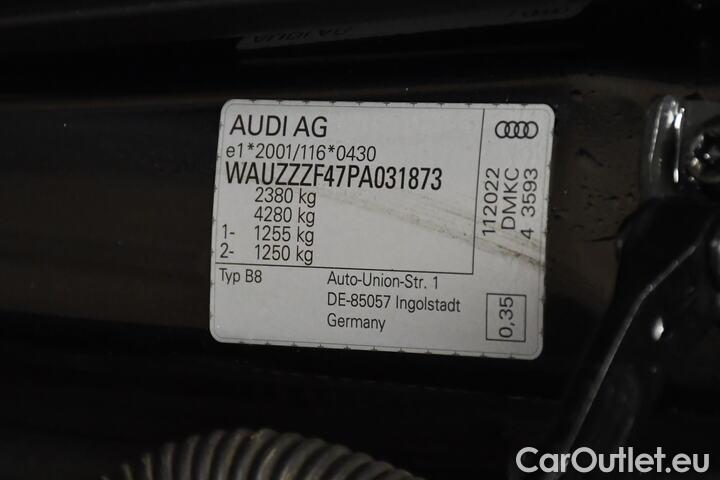 AUDI AG
e1*2001/116*0430
WAUZZZF47PA031873
2380 kg
4280 kg
1- 1255 kg
2- 1250 kg
Typ B8
Auto-Union-Str. 1
DE-85057 Ingolstadt
Germany
112022
DMKC
4 3593
0,35
CarOutlet.eu